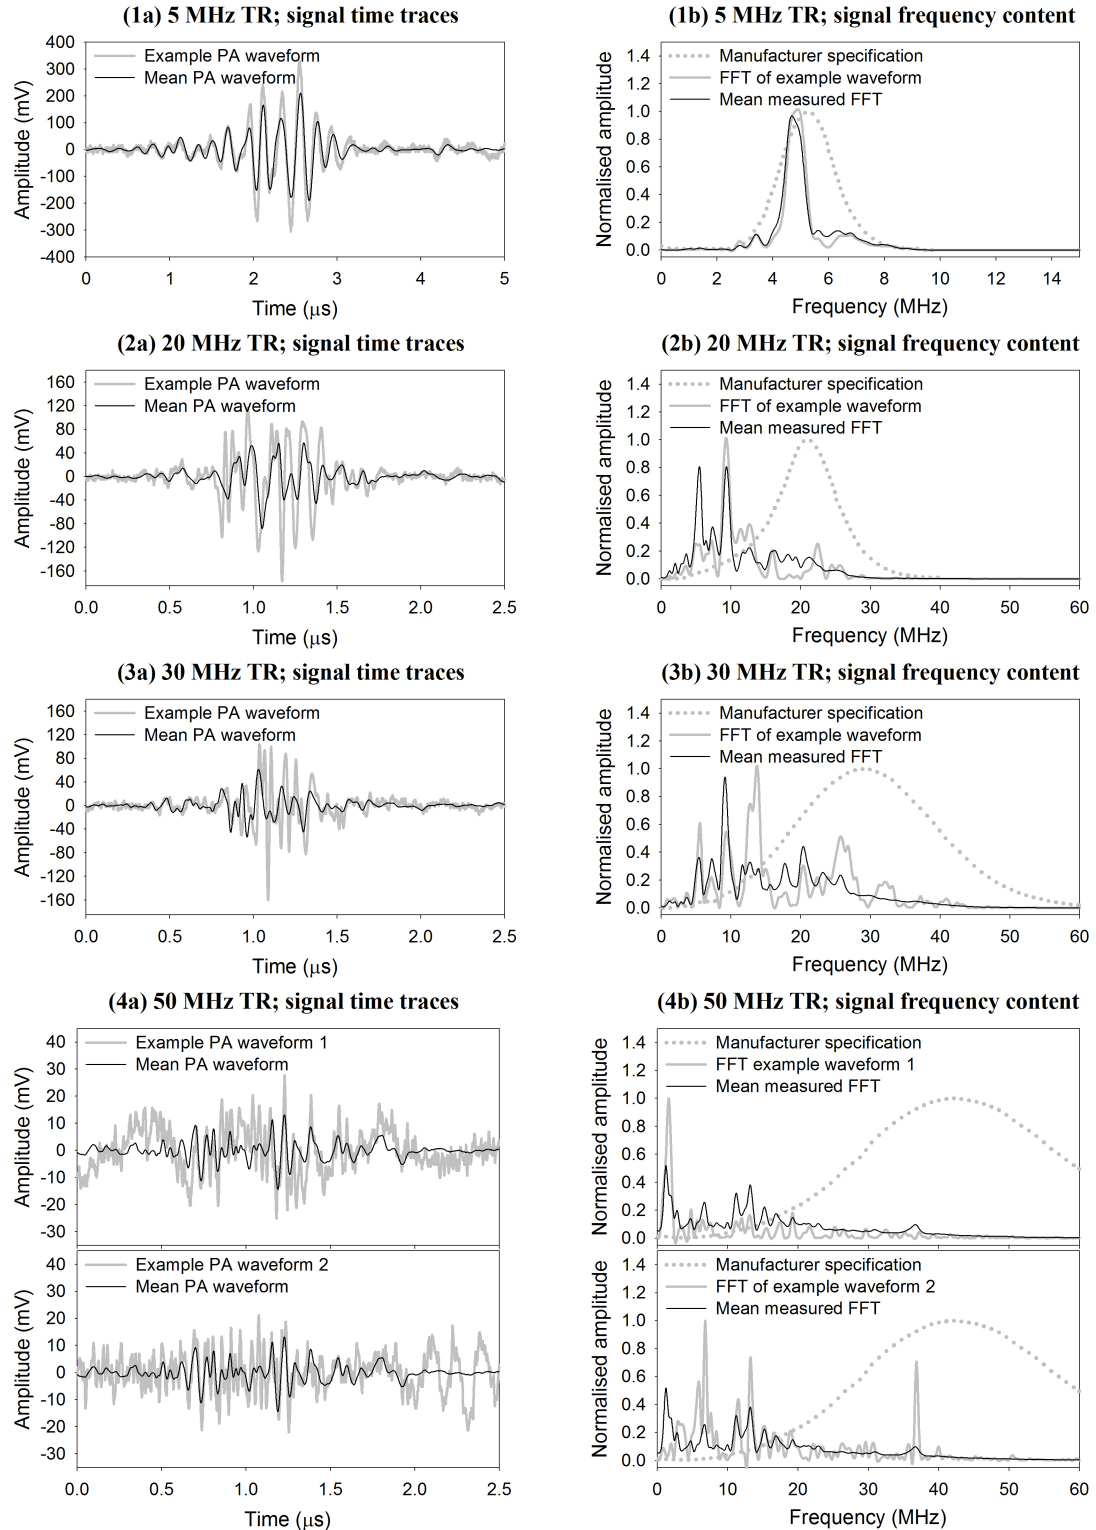 (1a) 5 MHz TR; signal time traces
400
300
200
100
0
-100
-200
-300
-400
Amplitude (mV)
Example PA waveform
Mean PA waveform
0 1 2 3 4 5
Time (μs)
(1b) 5 MHz TR; signal frequency content
1.4
1.2
1.0
0.8
0.6
0.4
0.2
0.0
Normalised amplitude
Manufacturer specification
FFT of example waveform
Mean measured FFT
0 2 4 6 8 10 12 14
Frequency (MHz)
(2a) 20 MHz TR; signal time traces
160
120
80
40
0
-40
-80
-120
-160
Amplitude (mV)
Example PA waveform
Mean PA waveform
0.0 0.5 1.0 1.5 2.0 2.5
Time (μs)
(2b) 20 MHz TR; signal frequency content
1.4
1.2
1.0
0.8
0.6
0.4
0.2
0.0
Normalised amplitude
Manufacturer specification
FFT of example waveform
Mean measured FFT
0 10 20 30 40 50 60
Frequency (MHz)
(3a) 30 MHz TR; signal time traces
160
120
80
40
0
-40
-80
-120
-160
Amplitude (mV)
Example PA waveform
Mean PA waveform
0.0 0.5 1.0 1.5 2.0 2.5
Time (μs)
(3b) 30 MHz TR; signal frequency content
1.4
1.2
1.0
0.8
0.6
0.4
0.2
0.0
Normalised amplitude
Manufacturer specification
FFT of example waveform
Mean measured FFT
0 10 20 30 40 50 60
Frequency (MHz)
(4a) 50 MHz TR; signal time traces
40
30
20
10
0
-10
-20
-30
Amplitude (mV)
Example PA waveform 1
Mean PA waveform
40
30
20
10
0
-10
-20
-30
Amplitude (mV)
Example PA waveform 2
Mean PA waveform
0.0 0.5 1.0 1.5 2.0 2.5
Time (μs)
(4b) 50 MHz TR; signal frequency content
1.4
1.2
1.0
0.8
0.6
0.4
0.2
0.0
Normalised amplitude
Manufacturer specification
FFT example waveform 1
Mean measured FFT
1.4
1.2
1.0
0.8
0.6
0.4
0.2
0.0
Normalised amplitude
Manufacturer specification
FFT of example waveform 2
Mean measured FFT
0 10 20 30 40 50 60
Frequency (MHz)